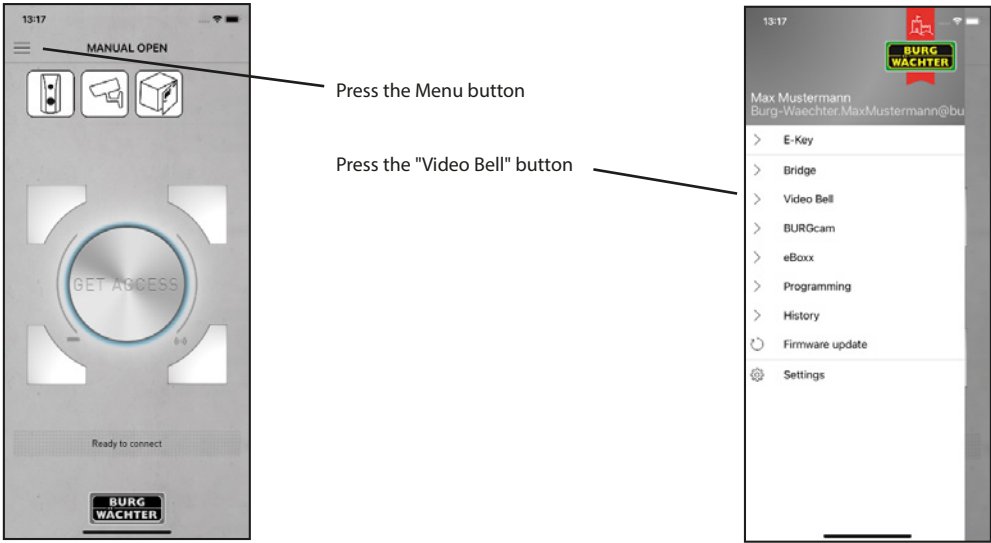 13:17
MANUAL OPEN
GET ACCESS
Ready to connect
BURG
WÄCHTER
Press the Menu button
Press the "Video Bell" button
13:17
BURG
WÄCHTER
Max Mustermann
Burg-Waechter.MaxMustermann@bu
E-Key
Bridge
Video Bell
BURGcam
eBoxx
Programming
History
Firmware update
Settings